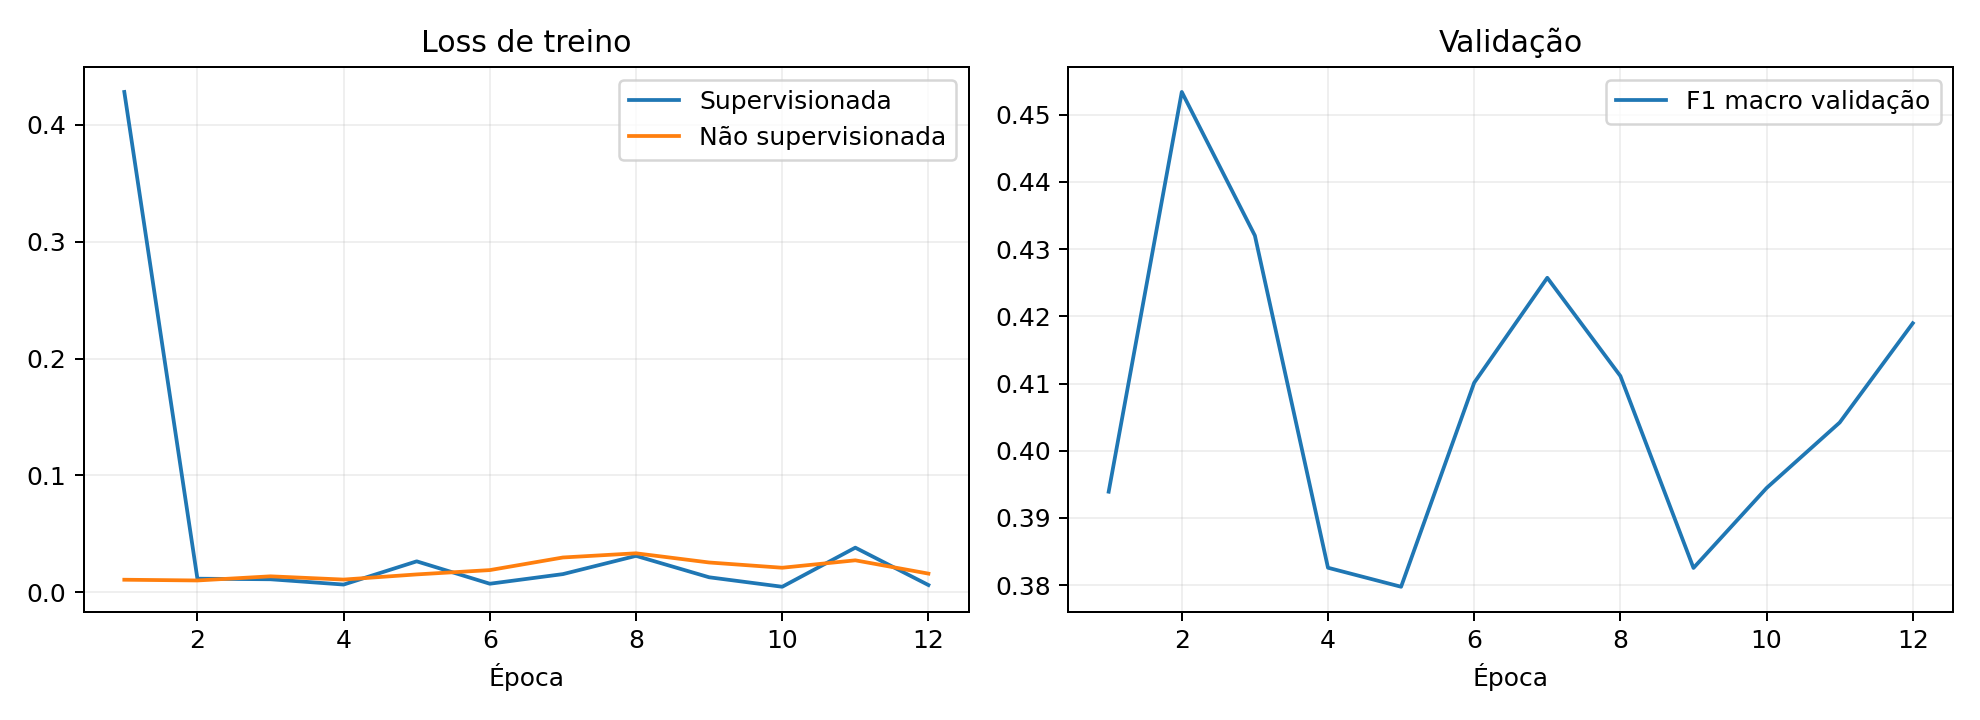 Loss de treino
Supervisionada
Não supervisionada
0.4
0.3
0.2
0.1
0.0
2 4 6 8 10 12
Época
Validação
F1 macro validação
0.45
0.44
0.43
0.42
0.41
0.40
0.39
0.38
2 4 6 8 10 12
Época